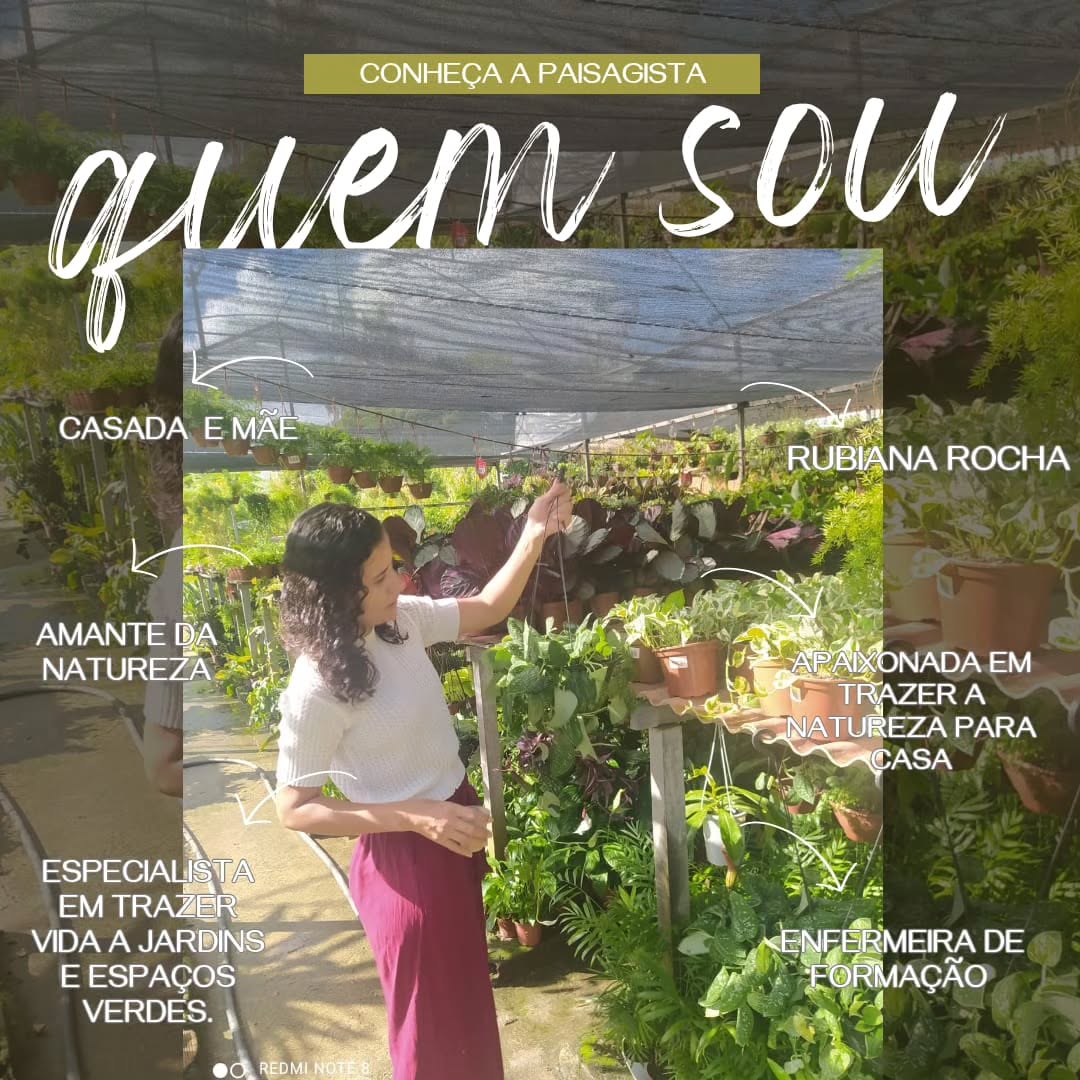 CONHEÇA A PAISAGISTA
quem sou
CASADA E MÃE
RUBIANA ROCHA
AMANTE DA
NATUREZA
APAIXONADA EM
TRAZER A
NATUREZA PARA
CASA
ESPECIALISTA
EM TRAZER
VIDA A JARDINS
E ESPAÇOS
VERDES.
ENFERMEIRA DE
FORMAÇÃO
REDMI NOTE 8